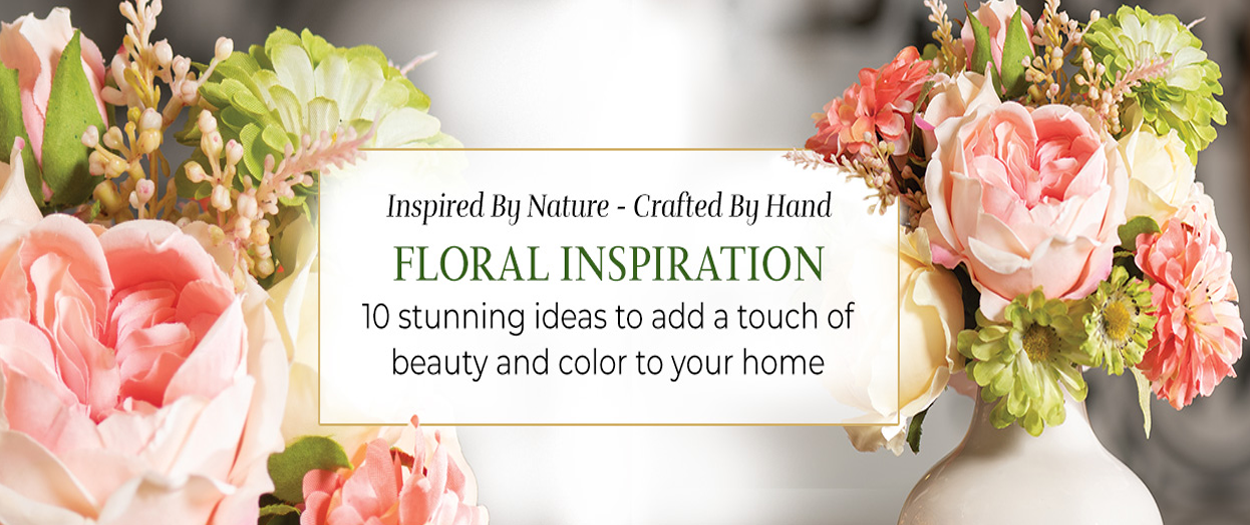 Inspired By Nature - Crafted By Hand
FLORAL INSPIRATION
10 stunning ideas to add a touch of
beauty and color to your home